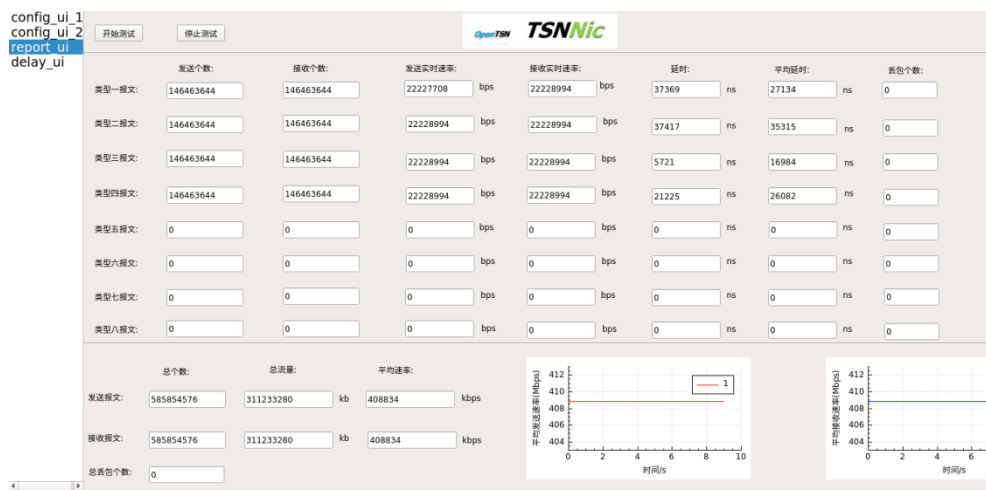 config_ui_1
config_ui_2
report_ui
delay_ui
开始测试 停止测试 OpenTSN TSNNic
发送个数: 接收个数: 发送实时速率: 接收实时速率: 延时: 平均延时: 丢包个数:
类型一报文: 146463644 146463644 22227708 bps 22228994 bps 37369 ns 27134 ns 0
类型二报文: 146463644 146463644 22228994 bps 22228994 bps 37417 ns 35315 ns 0
类型三报文: 146463644 146463644 22228994 bps 22228994 bps 5721 ns 16984 ns 0
类型四报文: 146463644 146463644 22228994 bps 22228994 bps 21225 ns 26082 ns 0
类型五报文: 0 0 0 bps 0 bps 0 ns 0 ns 0
类型六报文: 0 0 0 bps 0 bps 0 ns 0 ns 0
类型七报文: 0 0 0 bps 0 bps 0 ns 0 ns 0
类型八报文: 0 0 0 bps 0 bps 0 ns 0 ns 0
总个数: 总流量: 平均速率:
发送报文: 585854576 311233280 kb 408834 kbps
接收报文: 585854576 311233280 kb 408834 kbps
总丢包个数: 0
平均发送速率(Mbps)
412
410
408
406
404
1
0 2 4 6 8 10
时间/s
平均接收速率(Mbps)
412
410
408
406
404
0 2 4 6
时间/s